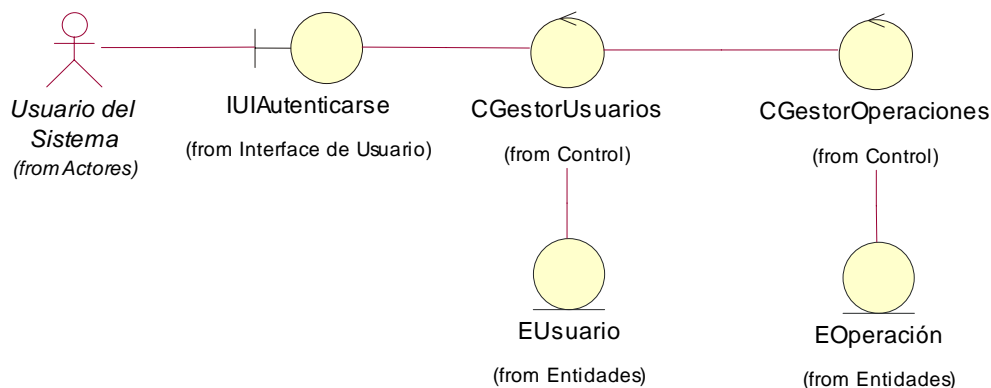 Usuario del
Sistema
(from Actores)
IUIAutenticarse
(from Interface de Usuario)
CGestorUsuarios
(from Control)
CGestorOperaciones
(from Control)
EUsuario
(from Entidades)
EOperación
(from Entidades)